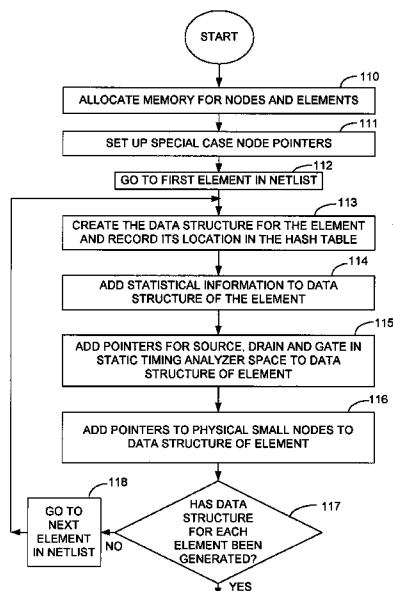 START
110
ALLOCATE MEMORY FOR NODES AND ELEMENTS
111
SET UP SPECIAL CASE NODE POINTERS
112
GO TO FIRST ELEMENT IN NETLIST
113
CREATE THE DATA STRUCTURE FOR THE ELEMENT
AND RECORD ITS LOCATION IN THE HASH TABLE
114
ADD STATISTICAL INFORMATION TO DATA
STRUCTURE OF THE ELEMENT
115
ADD POINTERS FOR SOURCE, DRAIN AND GATE IN
STATIC TIMING ANALYZER SPACE TO DATA
STRUCTURE OF ELEMENT
116
ADD POINTERS TO PHYSICAL SMALL NODES TO
DATA STRUCTURE OF ELEMENT
118
GO TO
NEXT
ELEMENT
IN NETLIST
NO
117
HAS DATA
STRUCTURE
FOR EACH
ELEMENT BEEN
GENERATED?
YES